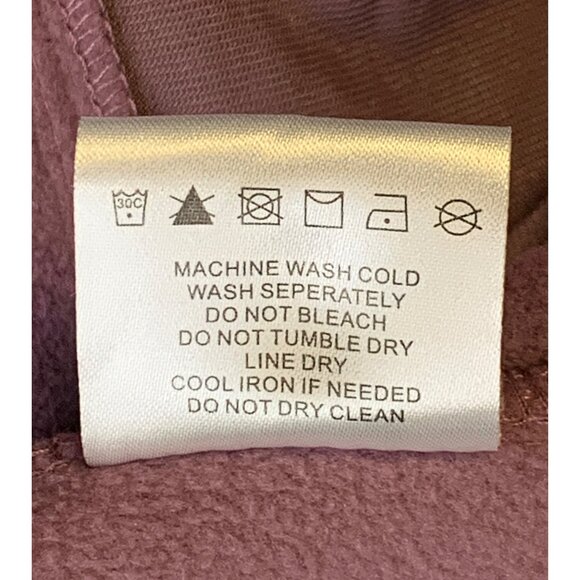 30C
MACHINE WASH COLD
WASH SEPERATELY
DO NOT BLEACH
DO NOT TUMBLE DRY
LINE DRY
COOL IRON IF NEEDED
DO NOT DRY CLEAN